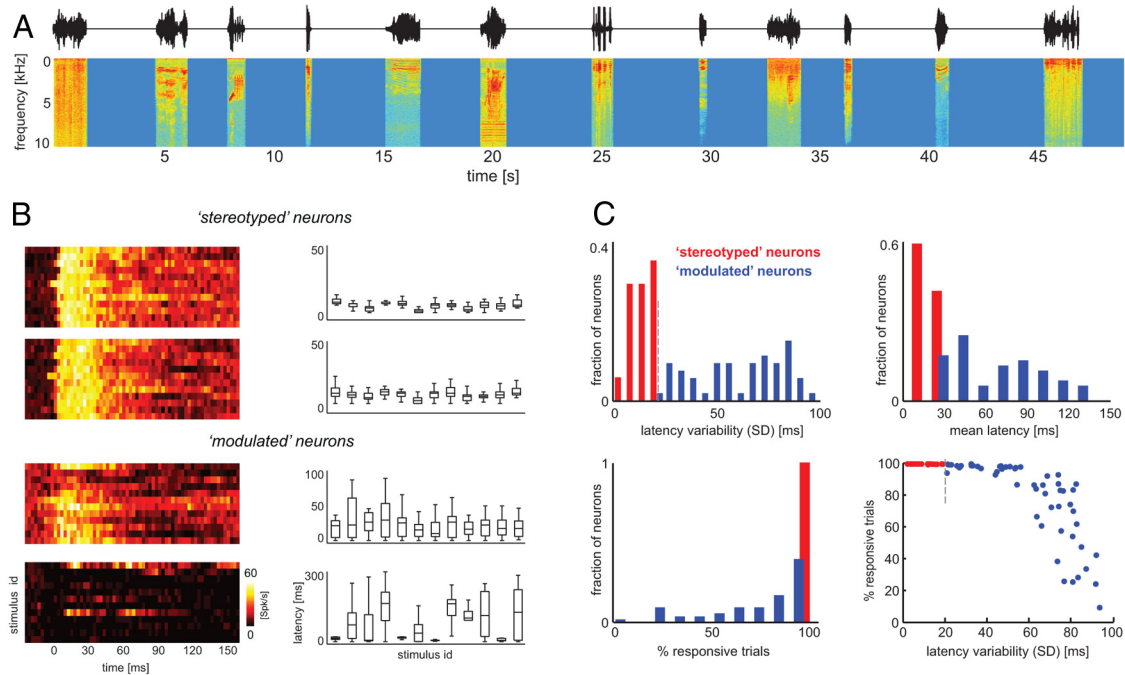 A
frequency [kHz]
0
5
10
5
10
15
20
25
30
35
40
45
time [s]
B
'stereotyped' neurons
50
0
50
0
'modulated' neurons
100
50
0
stimulus id
60
0
[Spk/s]
0
50
100
150
time [ms]
latency [ms]
300
0
stimulus id
C
'stereotyped' neurons
'modulated' neurons
fraction of neurons
0.4
0
0
50
100
latency variability (SD) [ms]
fraction of neurons
0.6
0
0
30
60
90
120
150
mean latency [ms]
fraction of neurons
1
0
0
50
100
% responsive trials
% responsive trials
100
80
60
40
20
0
0
20
40
60
80
100
latency variability (SD) [ms]